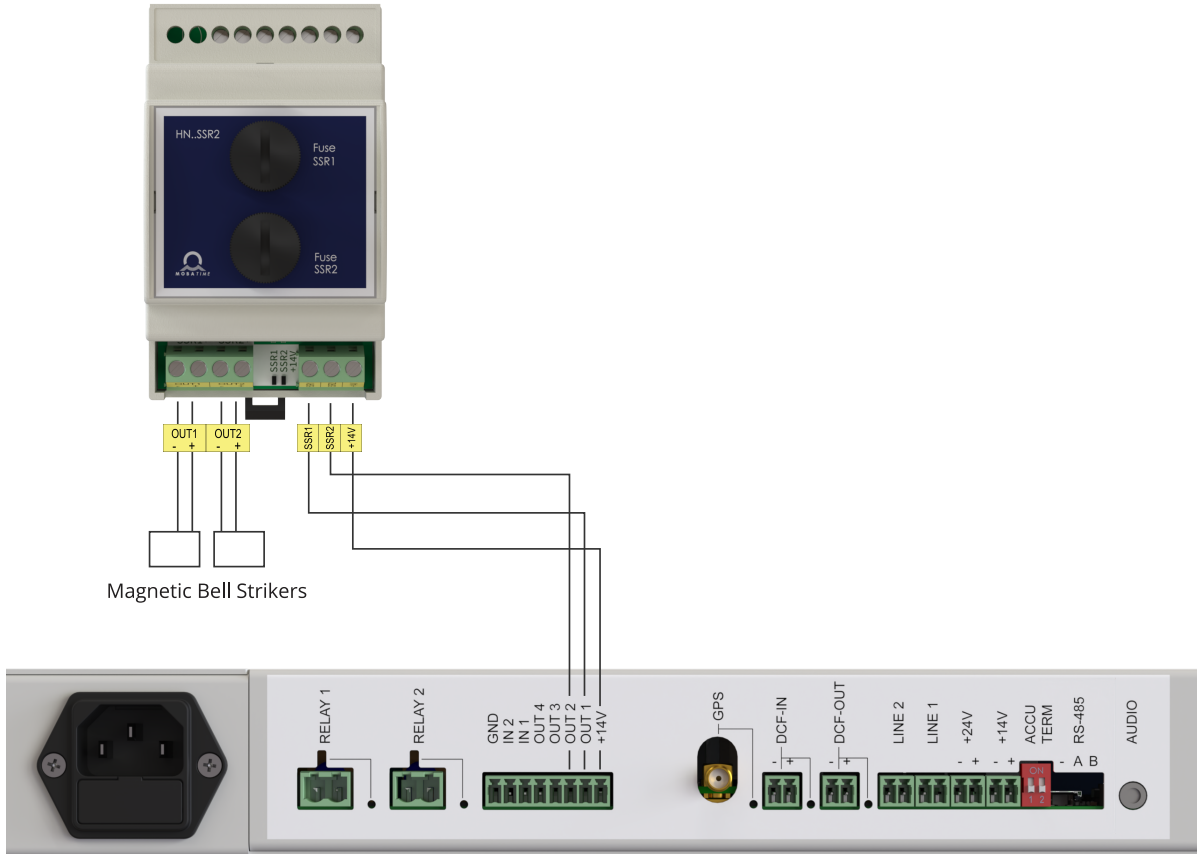 HN..SSR2
Fuse
SSR1
Fuse
SSR2
MOBATIME
SSR1
SSR2
+14V
OUT1
- +
OUT2
- +
SSR1
SSR2
+14V
Magnetic Bell Strikers
RELAY 1
RELAY 2
GND
IN 2
IN 1
OUT 4
OUT 3
OUT 2
OUT 1
+14V
GPS
DCF-IN
- +
DCF-OUT
- +
LINE 2
LINE 1
+24V
- +
+14V
- +
ACCU
TERM
ON
1 2
RS-485
- A B
AUDIO